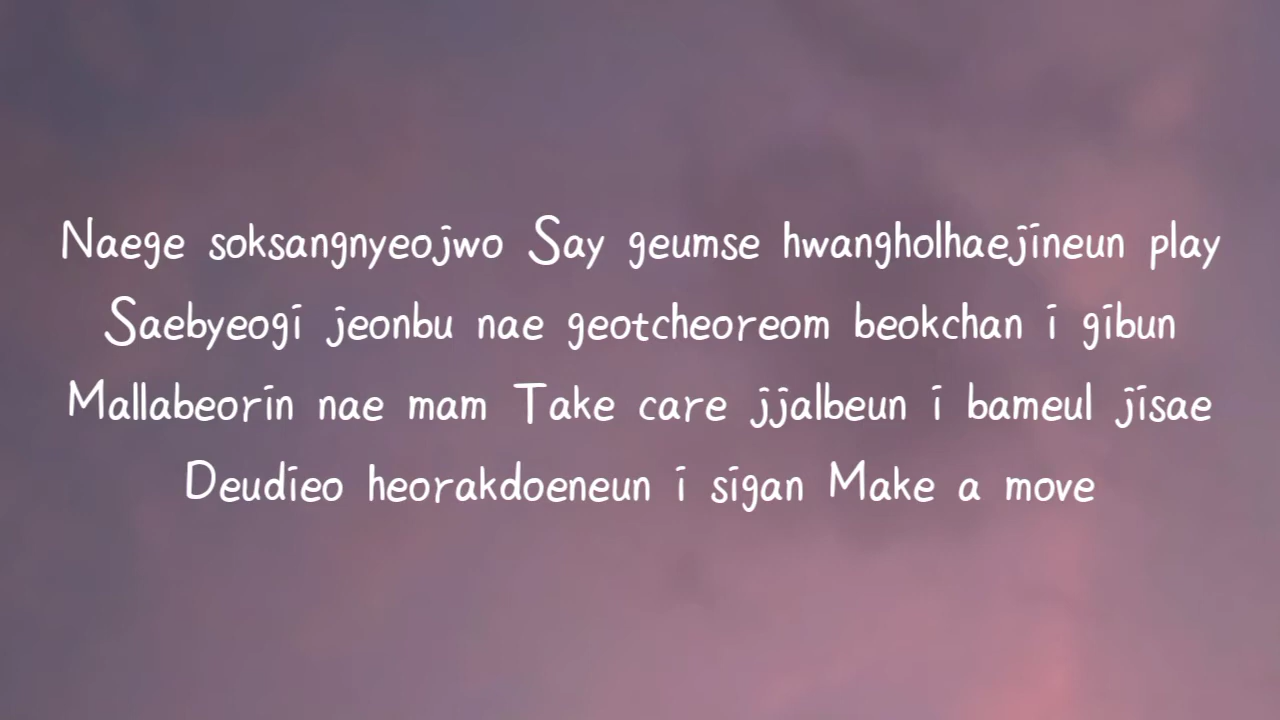 Naege soksangnyeojwo Say geumse hwangholhaejineun play
Saebyeogi jeonbu nae geotcheoreom beokchan i gibun
Mallabeorin nae mam Take care jjalbeun i bameul jisae
Deudieo heorakdoeneun i sigan Make a move